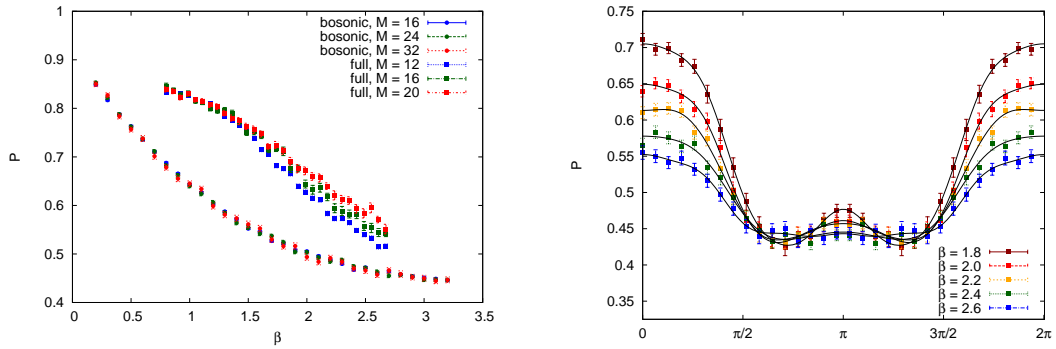 1
0.9
0.8
0.7
0.6
0.5
0.4
P
0
0.5
1
1.5
2
2.5
3
3.5
β
bosonic, M = 16
bosonic, M = 24
bosonic, M = 32
full, M = 12
full, M = 16
full, M = 20
0.75
0.7
0.65
0.6
0.55
0.5
0.45
0.4
0.35
P
0
π/2
π
3π/2
2π
β = 1.8
β = 2.0
β = 2.2
β = 2.4
β = 2.6